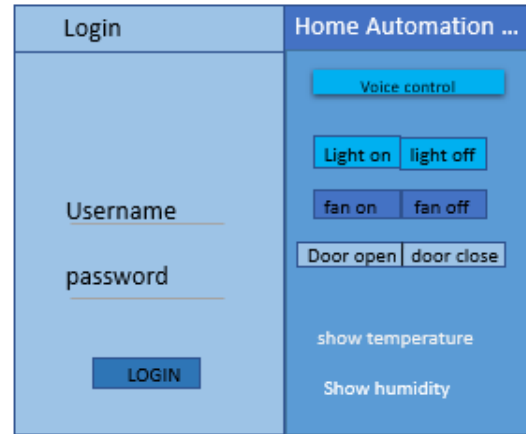 Login
Username
password
LOGIN
Home Automation ...
Voice control
Light on light off
fan on fan off
Door open door close
show temperature
Show humidity